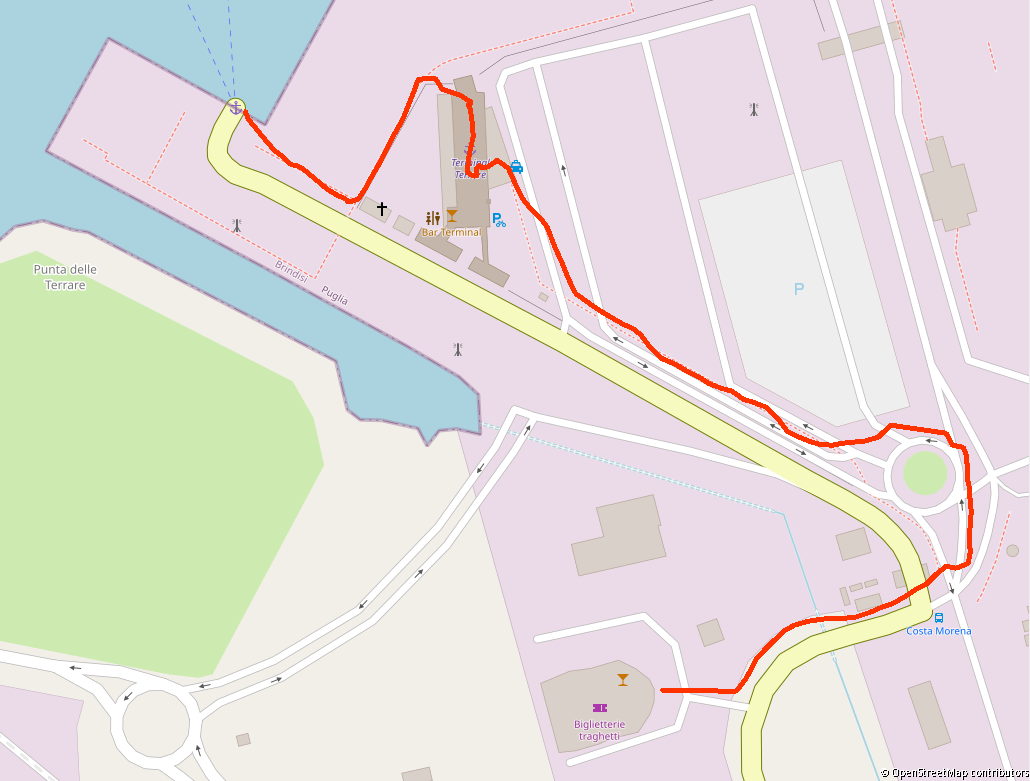 Punta delle
Terrare
Brindisi
Puglia
Terminal
Terrare
Bar Terminal
P
P
Costa Morena
Biglietterie
traghetti
© OpenStreetMap contributors